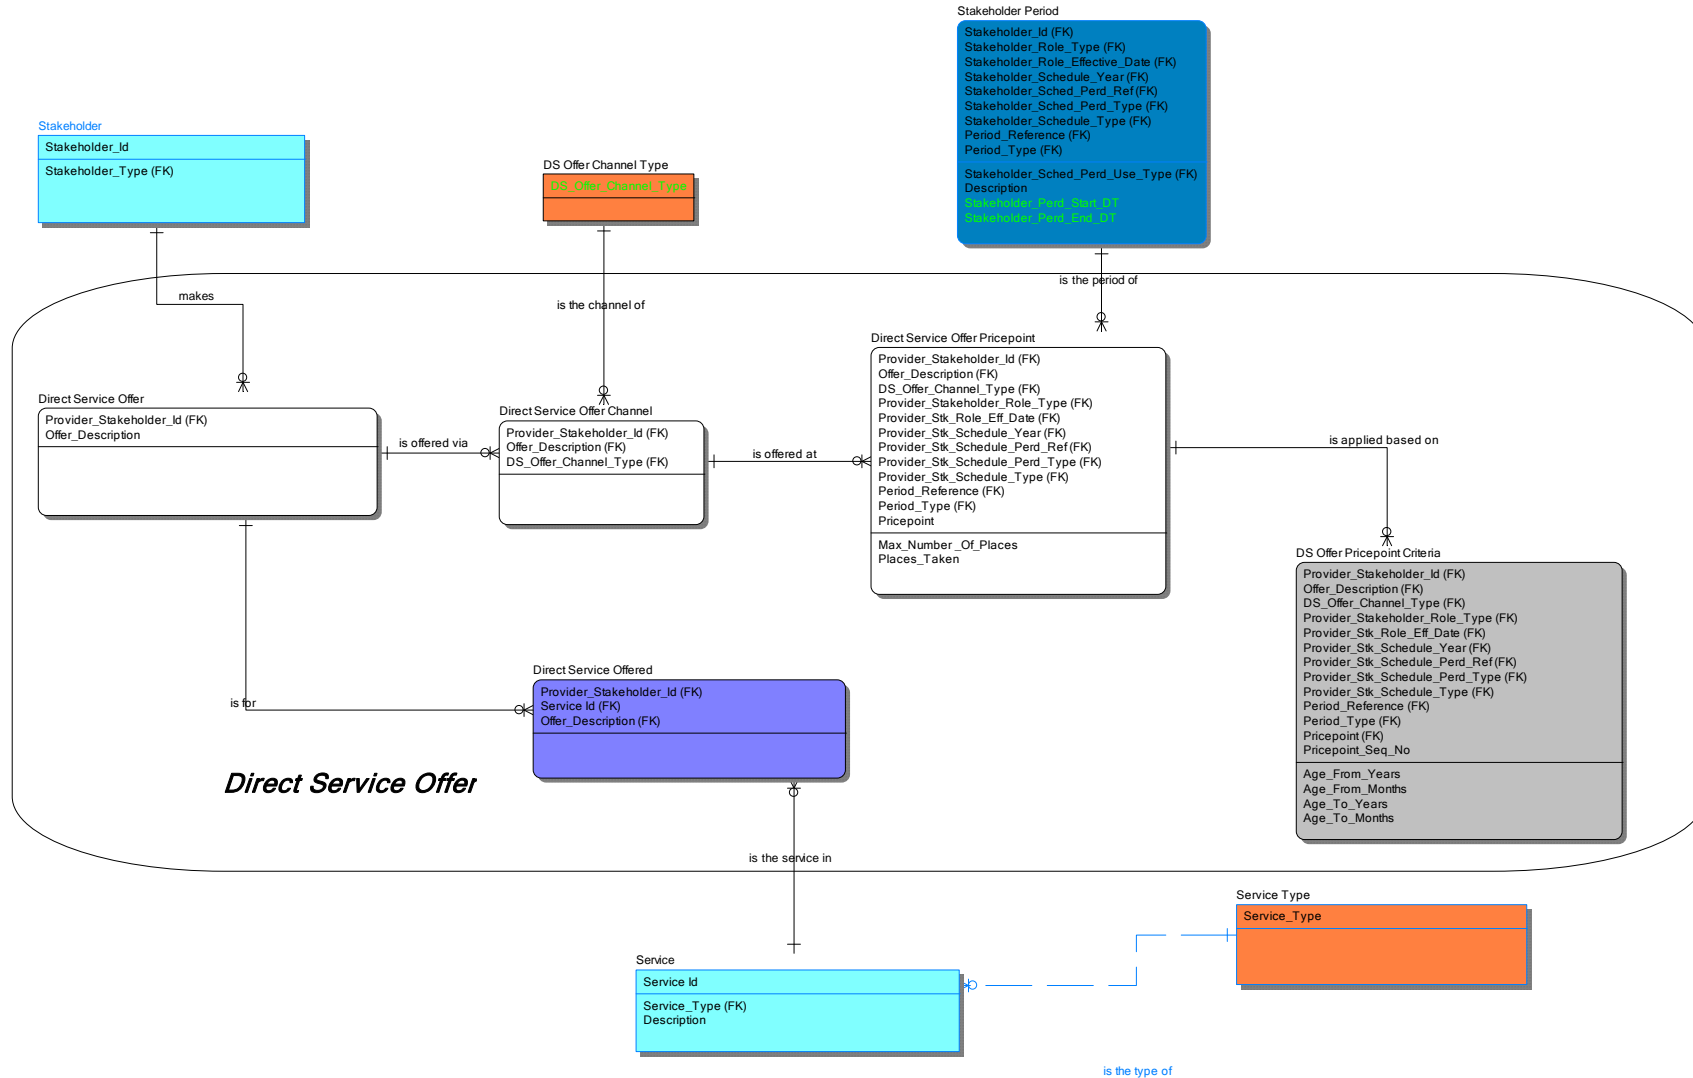 Stakeholder Period
Stakeholder_Id (FK)
Stakeholder_Role_Type (FK)
Stakeholder_Role_Effective_Date (FK)
Stakeholder_Schedule_Year (FK)
Stakeholder_Sched_Perd_Ref (FK)
Stakeholder_Sched_Perd_Type (FK)
Stakeholder_Schedule_Type (FK)
Period_Reference (FK)
Period_Type (FK)
Stakeholder_Sched_Perd_Use_Type (FK)
Description
Stakeholder_Perd_Start_DT
Stakeholder_Perd_End_DT
Stakeholder
Stakeholder_Id
Stakeholder_Type (FK)
DS Offer Channel Type
DS_Offer_Channel_Type
makes
is the channel of
is the period of
Direct Service Offer
Provider_Stakeholder_Id (FK)
Offer_Description
is offered via
Direct Service Offer Channel
Provider_Stakeholder_Id (FK)
Offer_Description (FK)
DS_Offer_Channel_Type (FK)
is offered at
Direct Service Offer Pricepoint
Provider_Stakeholder_Id (FK)
Offer_Description (FK)
DS_Offer_Channel_Type (FK)
Provider_Stakeholder_Role_Type (FK)
Provider_Stk_Role_Eff_Date (FK)
Provider_Stk_Schedule_Year (FK)
Provider_Stk_Schedule_Perd_Ref (FK)
Provider_Stk_Schedule_Perd_Type (FK)
Provider_Stk_Schedule_Type (FK)
Period_Reference (FK)
Period_Type (FK)
Pricepoint
Max_Number _Of_Places
Places_Taken
is applied based on
DS Offer Pricepoint Criteria
Provider_Stakeholder_Id (FK)
Offer_Description (FK)
DS_Offer_Channel_Type (FK)
Provider_Stakeholder_Role_Type (FK)
Provider_Stk_Role_Eff_Date (FK)
Provider_Stk_Schedule_Year (FK)
Provider_Stk_Schedule_Perd_Ref (FK)
Provider_Stk_Schedule_Perd_Type (FK)
Provider_Stk_Schedule_Type (FK)
Period_Reference (FK)
Period_Type (FK)
Pricepoint (FK)
Pricepoint_Seq_No
Age_From_Years
Age_From_Months
Age_To_Years
Age_To_Months
is for
Direct Service Offered
Provider_Stakeholder_Id (FK)
Service Id (FK)
Offer_Description (FK)
Direct Service Offer
is the service in
Service
Service Id
Service_Type (FK)
Description
Service Type
Service_Type
is the type of